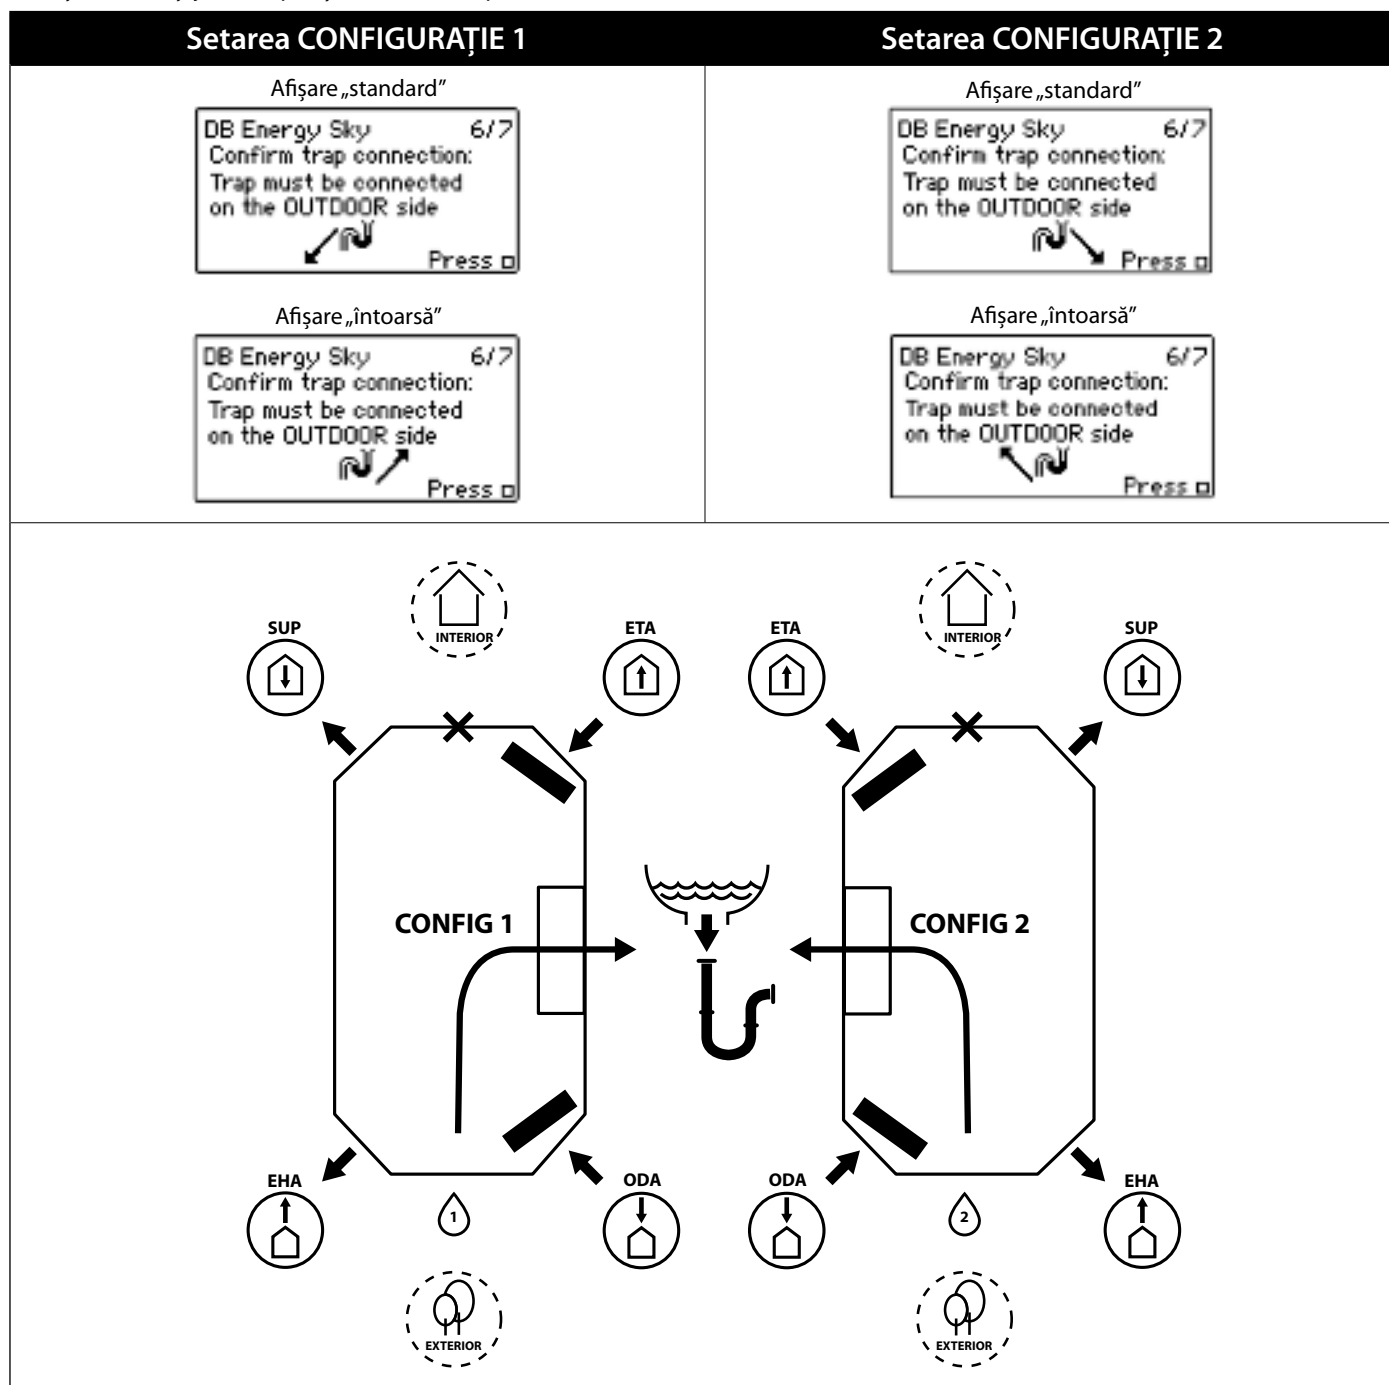 Setarea CONFIGURAȚIE 1
Setarea CONFIGURAȚIE 2
Afișare „standard”
DB Energy Sky 6/7
Confirm trap connection:
Trap must be connected
on the OUTDOOR side
Press
Afișare „întoarsă”
DB Energy Sky 6/7
Confirm trap connection:
Trap must be connected
on the OUTDOOR side
Press
Afișare „standard”
DB Energy Sky 6/7
Confirm trap connection:
Trap must be connected
on the OUTDOOR side
Press
Afișare „întoarsă”
DB Energy Sky 6/7
Confirm trap connection:
Trap must be connected
on the OUTDOOR side
Press
INTERIOR
SUP
ETA
CONFIG 1
EHA
1
ODA
EXTERIOR
INTERIOR
ETA
SUP
CONFIG 2
ODA
2
EHA
EXTERIOR